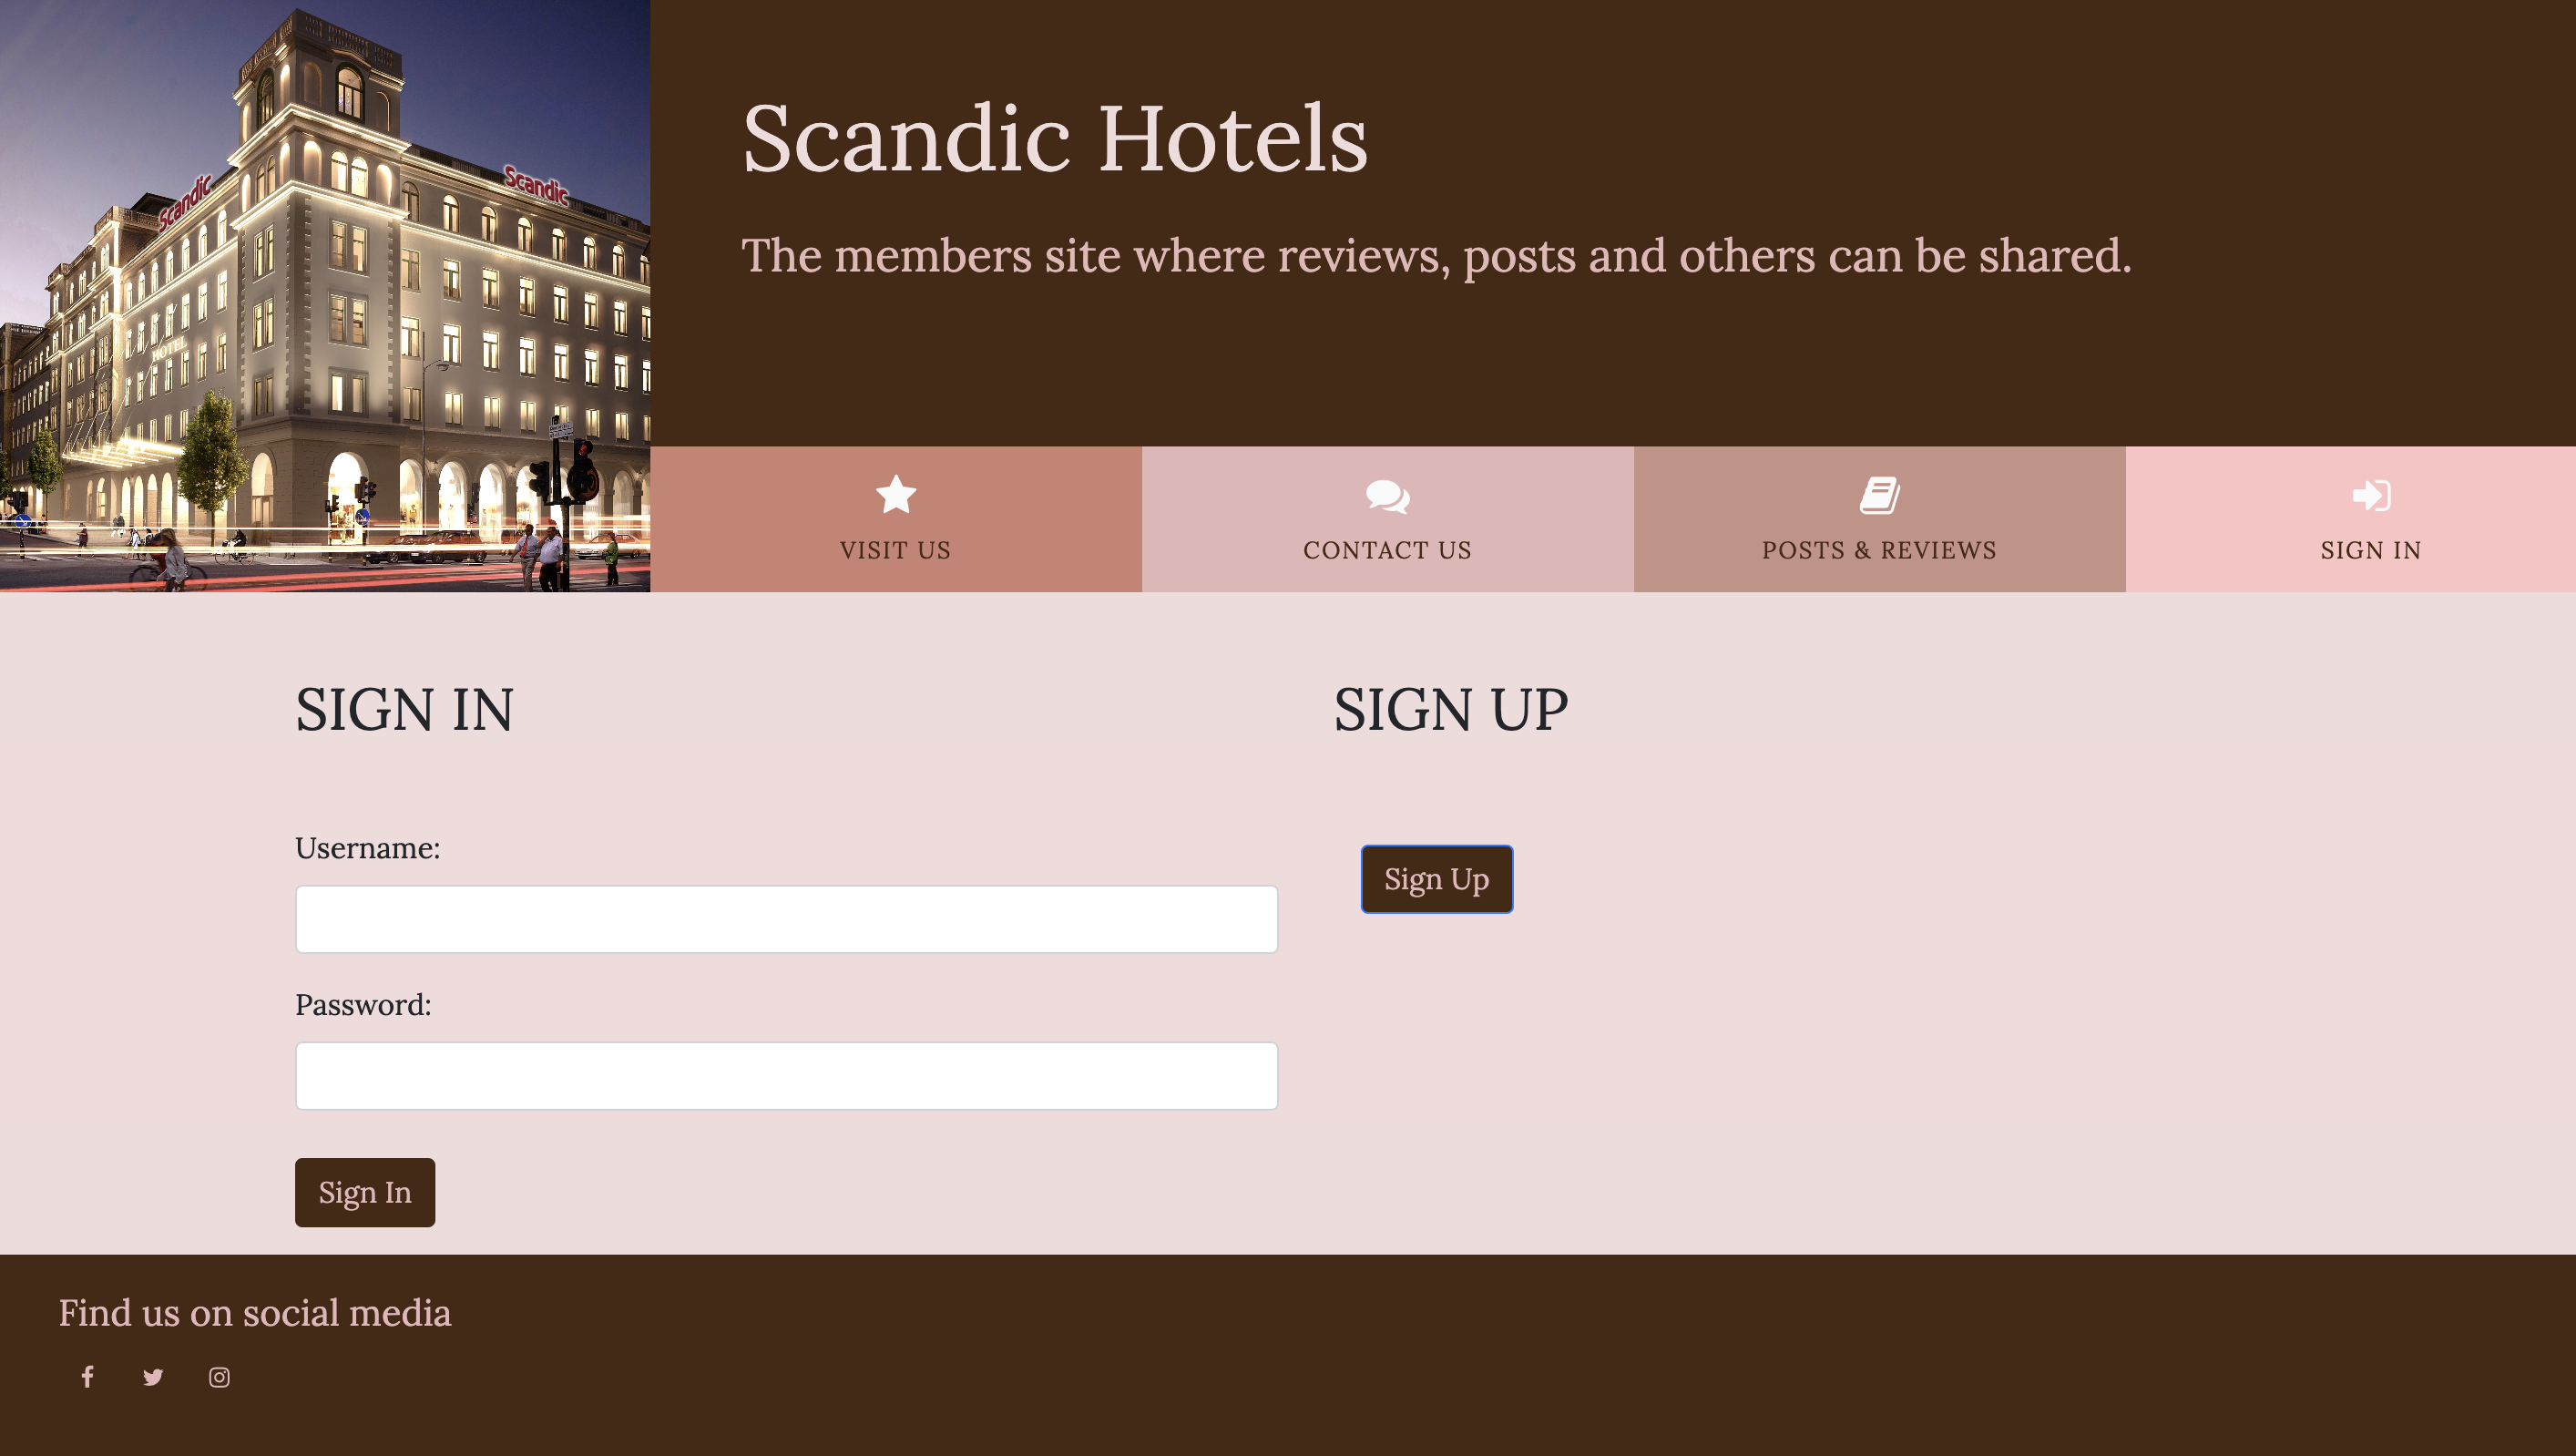 Scandic
Scandic
HOTEL
Scandic Hotels
The members site where reviews, posts and others can be shared.
VISIT US
CONTACT US
POSTS & REVIEWS
SIGN IN
SIGN IN
SIGN UP
Username:
Sign Up
Password:
Sign In
Find us on social media